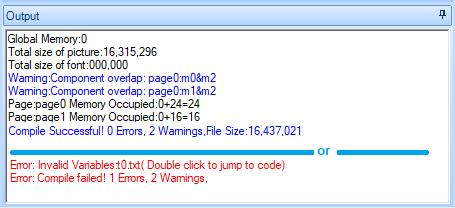 Output
Global Memory:0
Total size of picture:16,315,296
Total size of font:000,000
Warning:Component overlap: page0:m0&m2
Warning:Component overlap: page0:m1&m2
Page:page0 Memory Occupied:0+24=24
Page:page1 Memory Occupied:0+16=16
Compile Successful! 0 Errors, 2 Warnings,File Size:16,437,021
or
Error: Invalid Variables:t0.txt( Double click to jump to code)
Error: Compile failed! 1 Errors, 2 Warnings,